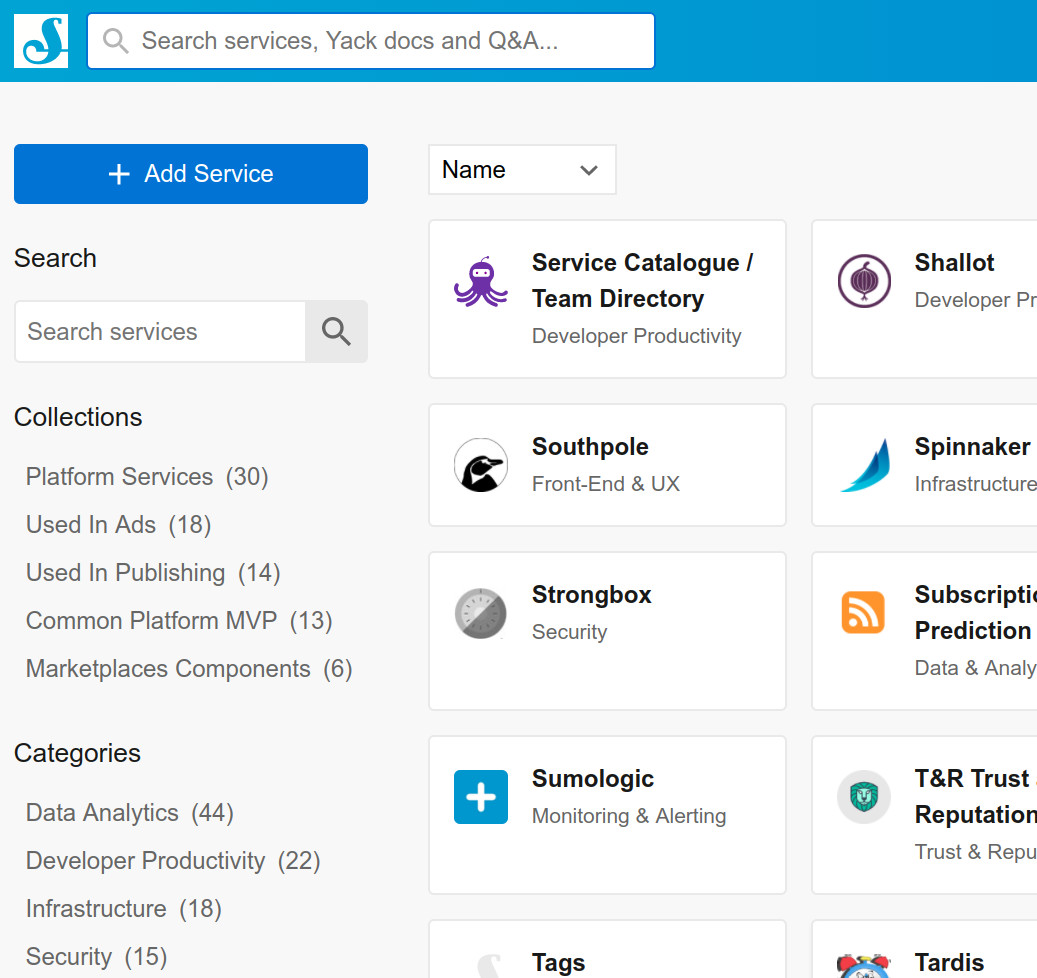 Search services, Yack docs and Q&A...
Add Service
Search
Search services
Collections
Platform Services (30)
Used In Ads (18)
Used In Publishing (14)
Common Platform MVP (13)
Marketplaces Components (6)
Categories
Data Analytics (44)
Developer Productivity (22)
Infrastructure (18)
Security (15)
Name
Service Catalogue /
Team Directory
Developer Productivity
Shallot
Developer Pr
Southpole
Front-End & UX
Spinnaker
Infrastructure
Strongbox
Security
Subscriptio
Prediction
Data & Analy
Sumologic
Monitoring & Alerting
T&R Trust
Reputation
Trust & Repu
Tags
Tardis